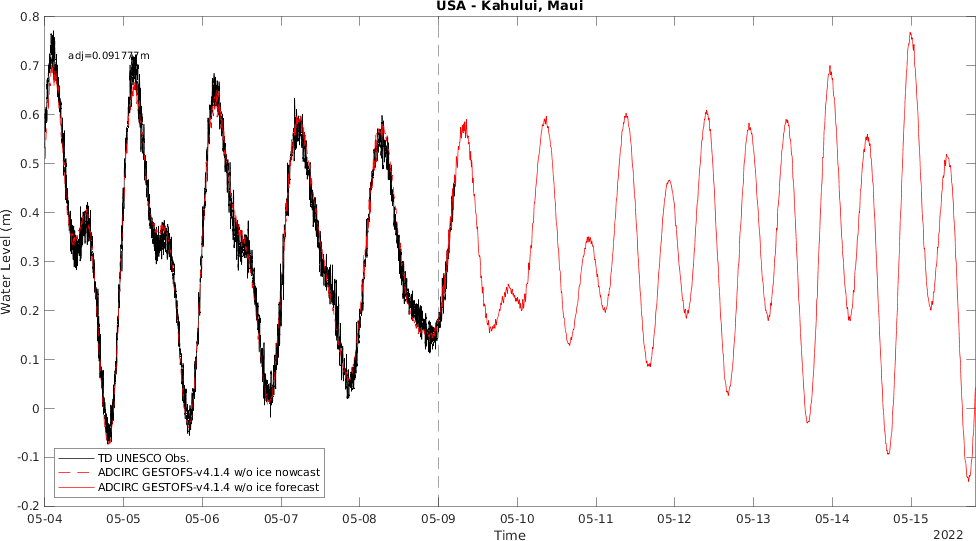 USA - Kahului, Maui
adj=0.091777m
0.8
0.7
0.6
0.5
0.4
0.3
0.2
0.1
0
-0.1
-0.2
Water Level (m)
TD UNESCO Obs.
ADCIRC GESTOFS-v4.1.4 w/o ice nowcast
ADCIRC GESTOFS-v4.1.4 w/o ice forecast
05-04 05-05 05-06 05-07 05-08 05-09 05-10 05-11 05-12 05-13 05-14 05-15
Time
2022